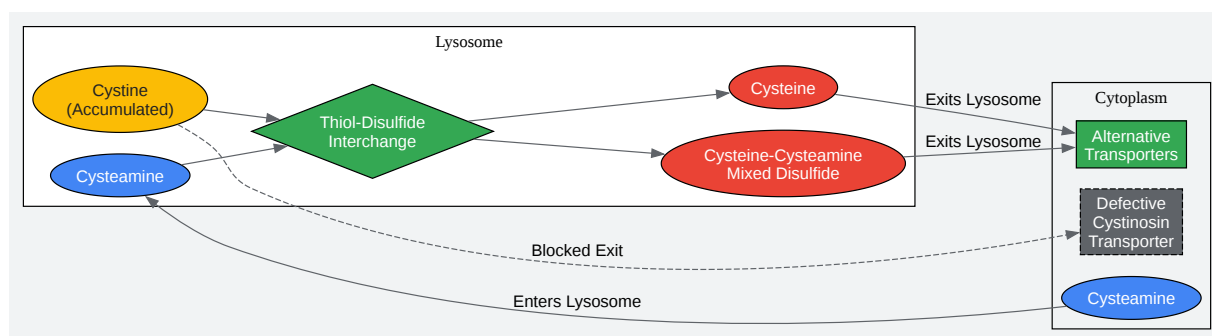 Lysosome
Cystine
(Accumulated)
Cysteamine
Thiol-Disulfide
Interchange
Cysteine
Cysteine-Cysteamine
Mixed Disulfide
Exits Lysosome
Exits Lysosome
Cytoplasm
Alternative
Transporters
Defective
Cystinosin
Transporter
Blocked Exit
Cysteamine
Enters Lysosome